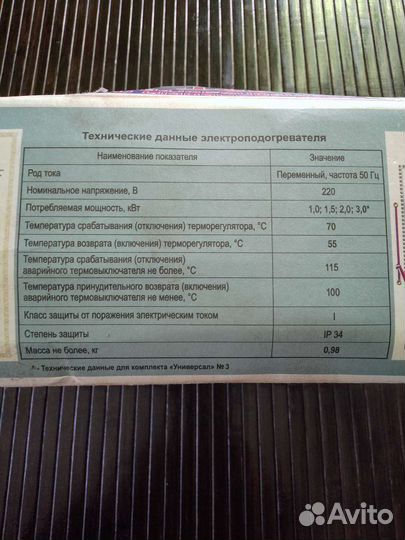 Технические данные электроподогревателя
Наименование показателя Значение
Род тока Переменный, частота 50 Гц
Номинальное напряжение, В 220
Потребляемая мощность, кВт 1,0; 1,5; 2,0; 3,0*
Температура срабатывания (отключения) терморегулятора, °С 70
Температура возврата (включения) терморегулятора, °С 55
Температура срабатывания (отключения)
аварийного термовыключателя не более, °С 115
Температура принудительного возврата (включения)
аварийного термовыключателя не менее, °С 100
Класс защиты от поражения электрическим током I
Степень защиты IP 34
Масса не более, кг 0,98
* - Технические данные для комплекта «Универсал» №3
Avito